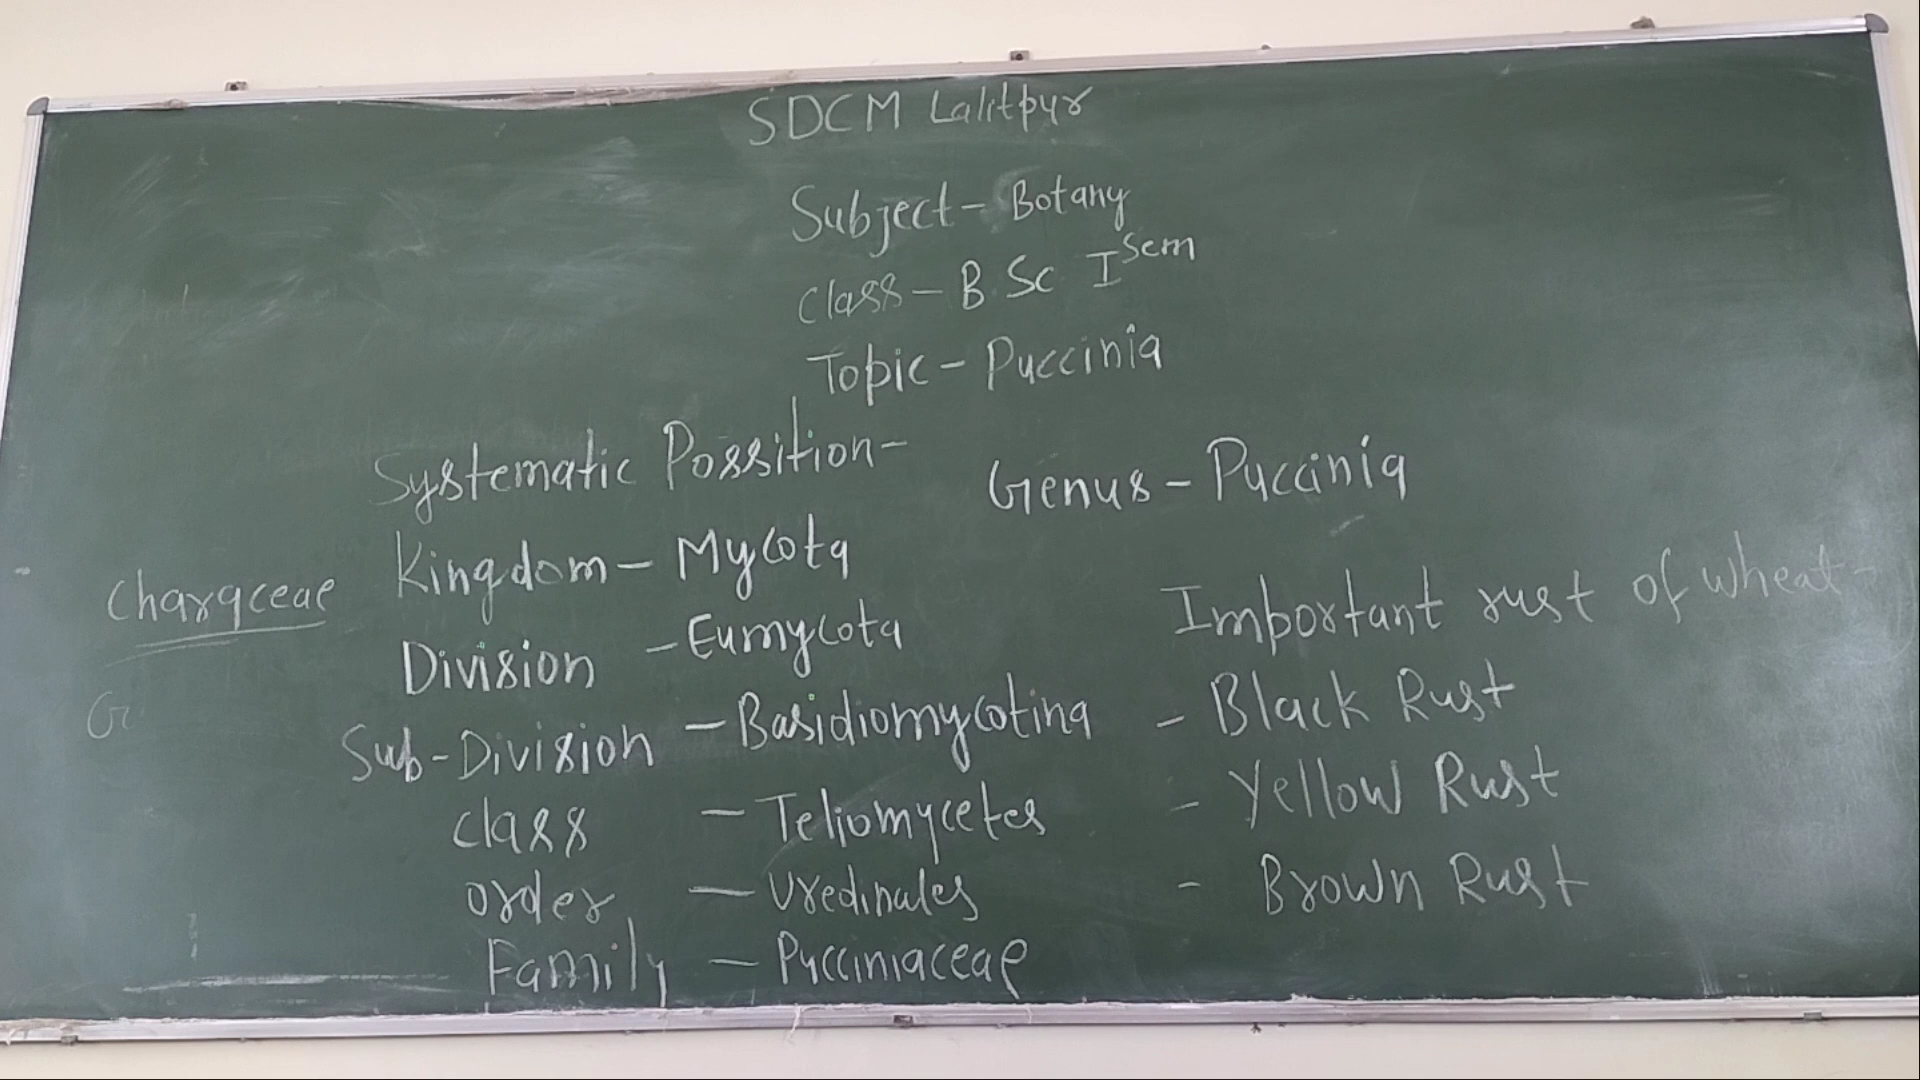 SDCM Lalitpur
Subject - Botany
Class - B Sc I Sem
Topic - Puccinia
Systematic Possition -
Kingdom - Mycota
Division - Eumycota
Sub-Division - Basidiomycotina
Class - Teliomycetes
Order - Uredinales
Family - Pucciniaceae
Genus - Puccinia
Important rust of wheat -
- Black Rust
- Yellow Rust
- Brown Rust
Characeae
G